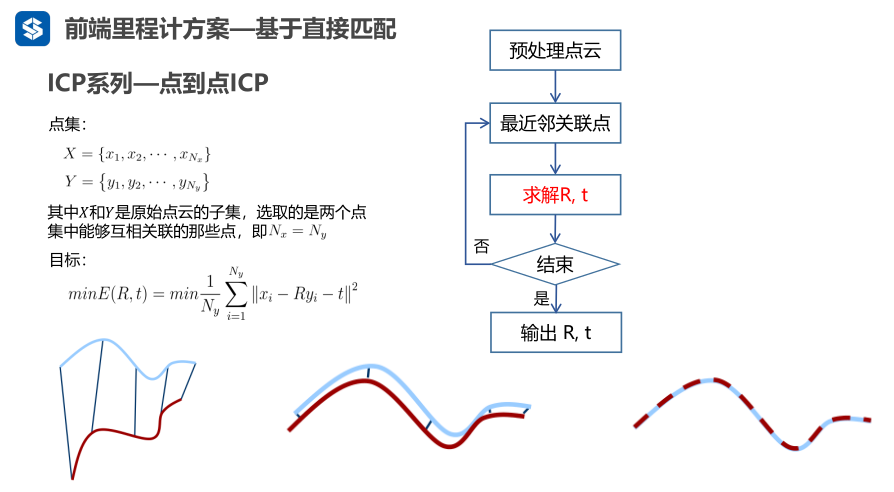 前端里程计方案—基于直接匹配
ICP系列—点到点ICP
点集：
X = {x_1, x_2, ··· , x_{N_x}}
Y = {y_1, y_2, ··· , y_{N_y}}
其中X和Y是原始点云的子集，选取的是两个点
集中能够互相关联的那些点，即N_x = N_y
目标：
minE(R, t) = min \frac{1}{N_y} \sum_{i=1}^{N_y} ‖x_i − Ry_i − t‖^2
预处理点云
最近邻关联点
求解R, t
否
结束
是
输出 R, t